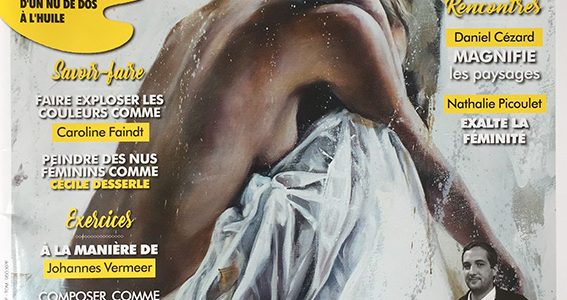 D'UN NU DE DOS
À L'HUILE
Savoir-faire
FAIRE EXPLOSER LES
COULEURS COMME
Caroline Faindt
PEINDRE DES NUS
FÉMININS COMME
CÉCILE DESSERLE
Exercices
À LA MANIÈRE DE
Johannes Vermeer
COMPOSER COMME
Rencontres
Daniel Cézard
MAGNIFIE
les paysages
Nathalie Picoulet
EXALTE LA
FÉMINITÉ